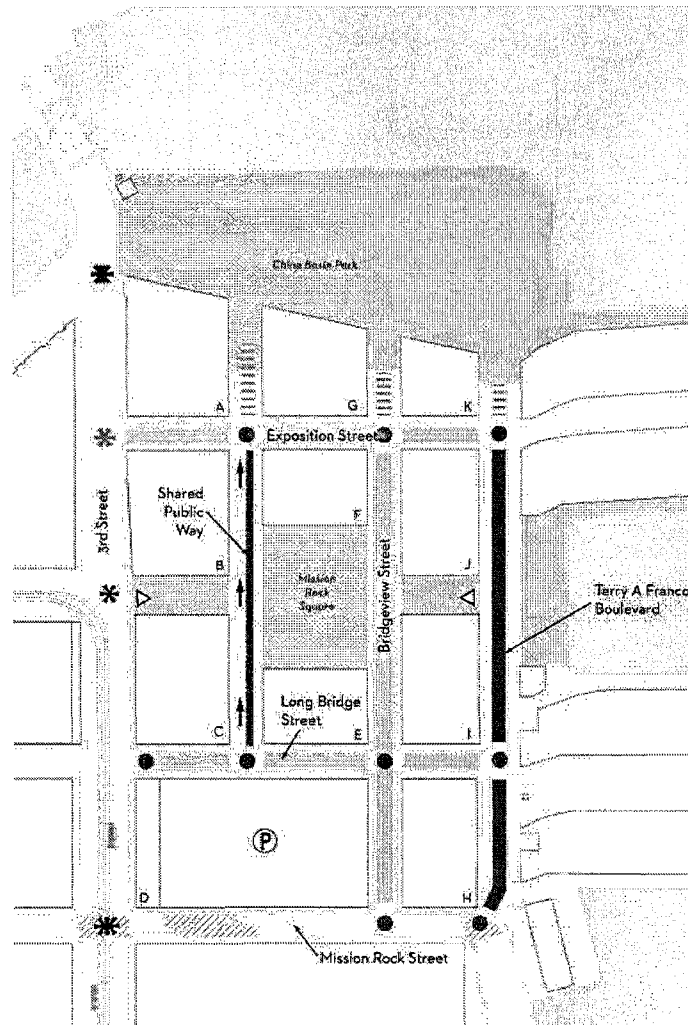 China Basin Park
A
G
K
Exposition Street
3rd Street
Shared
Public
Way
F
B
J
Mission
Rock
Square
Bridgeview Street
Terry A Franco
Boulevard
Long Bridge
Street
C
E
I
P
D
H
Mission Rock Street